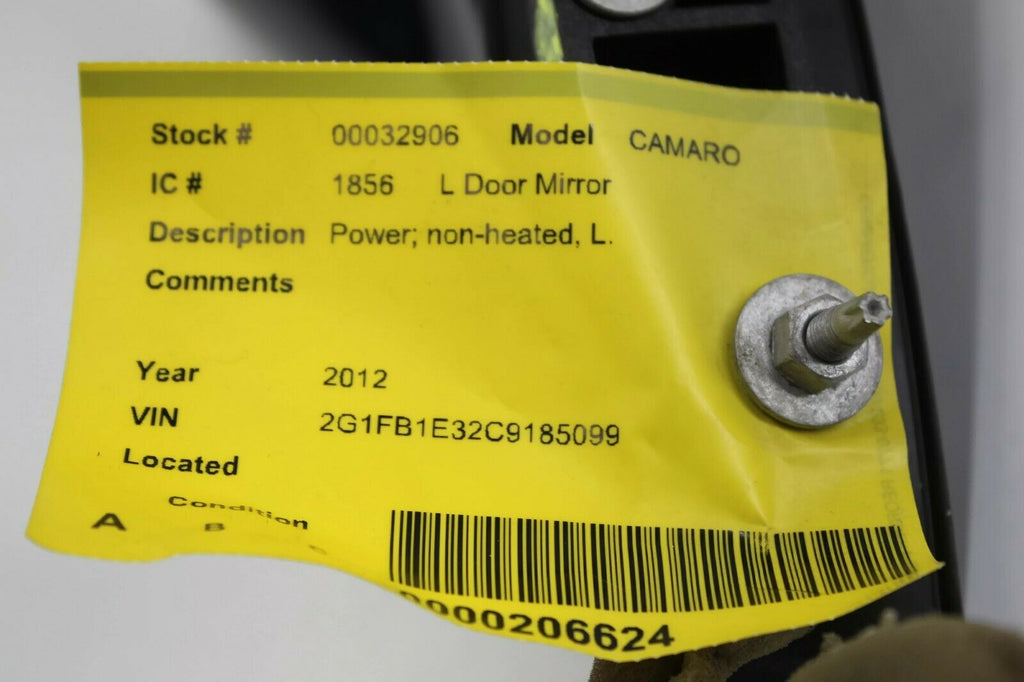 Stock # 00032906 Model CAMARO
IC # 1856 L Door Mirror
Description Power; non-heated, L.
Comments
Year 2012
VIN 2G1FB1E32C9185099
Located
Condition
A B C
0000206624